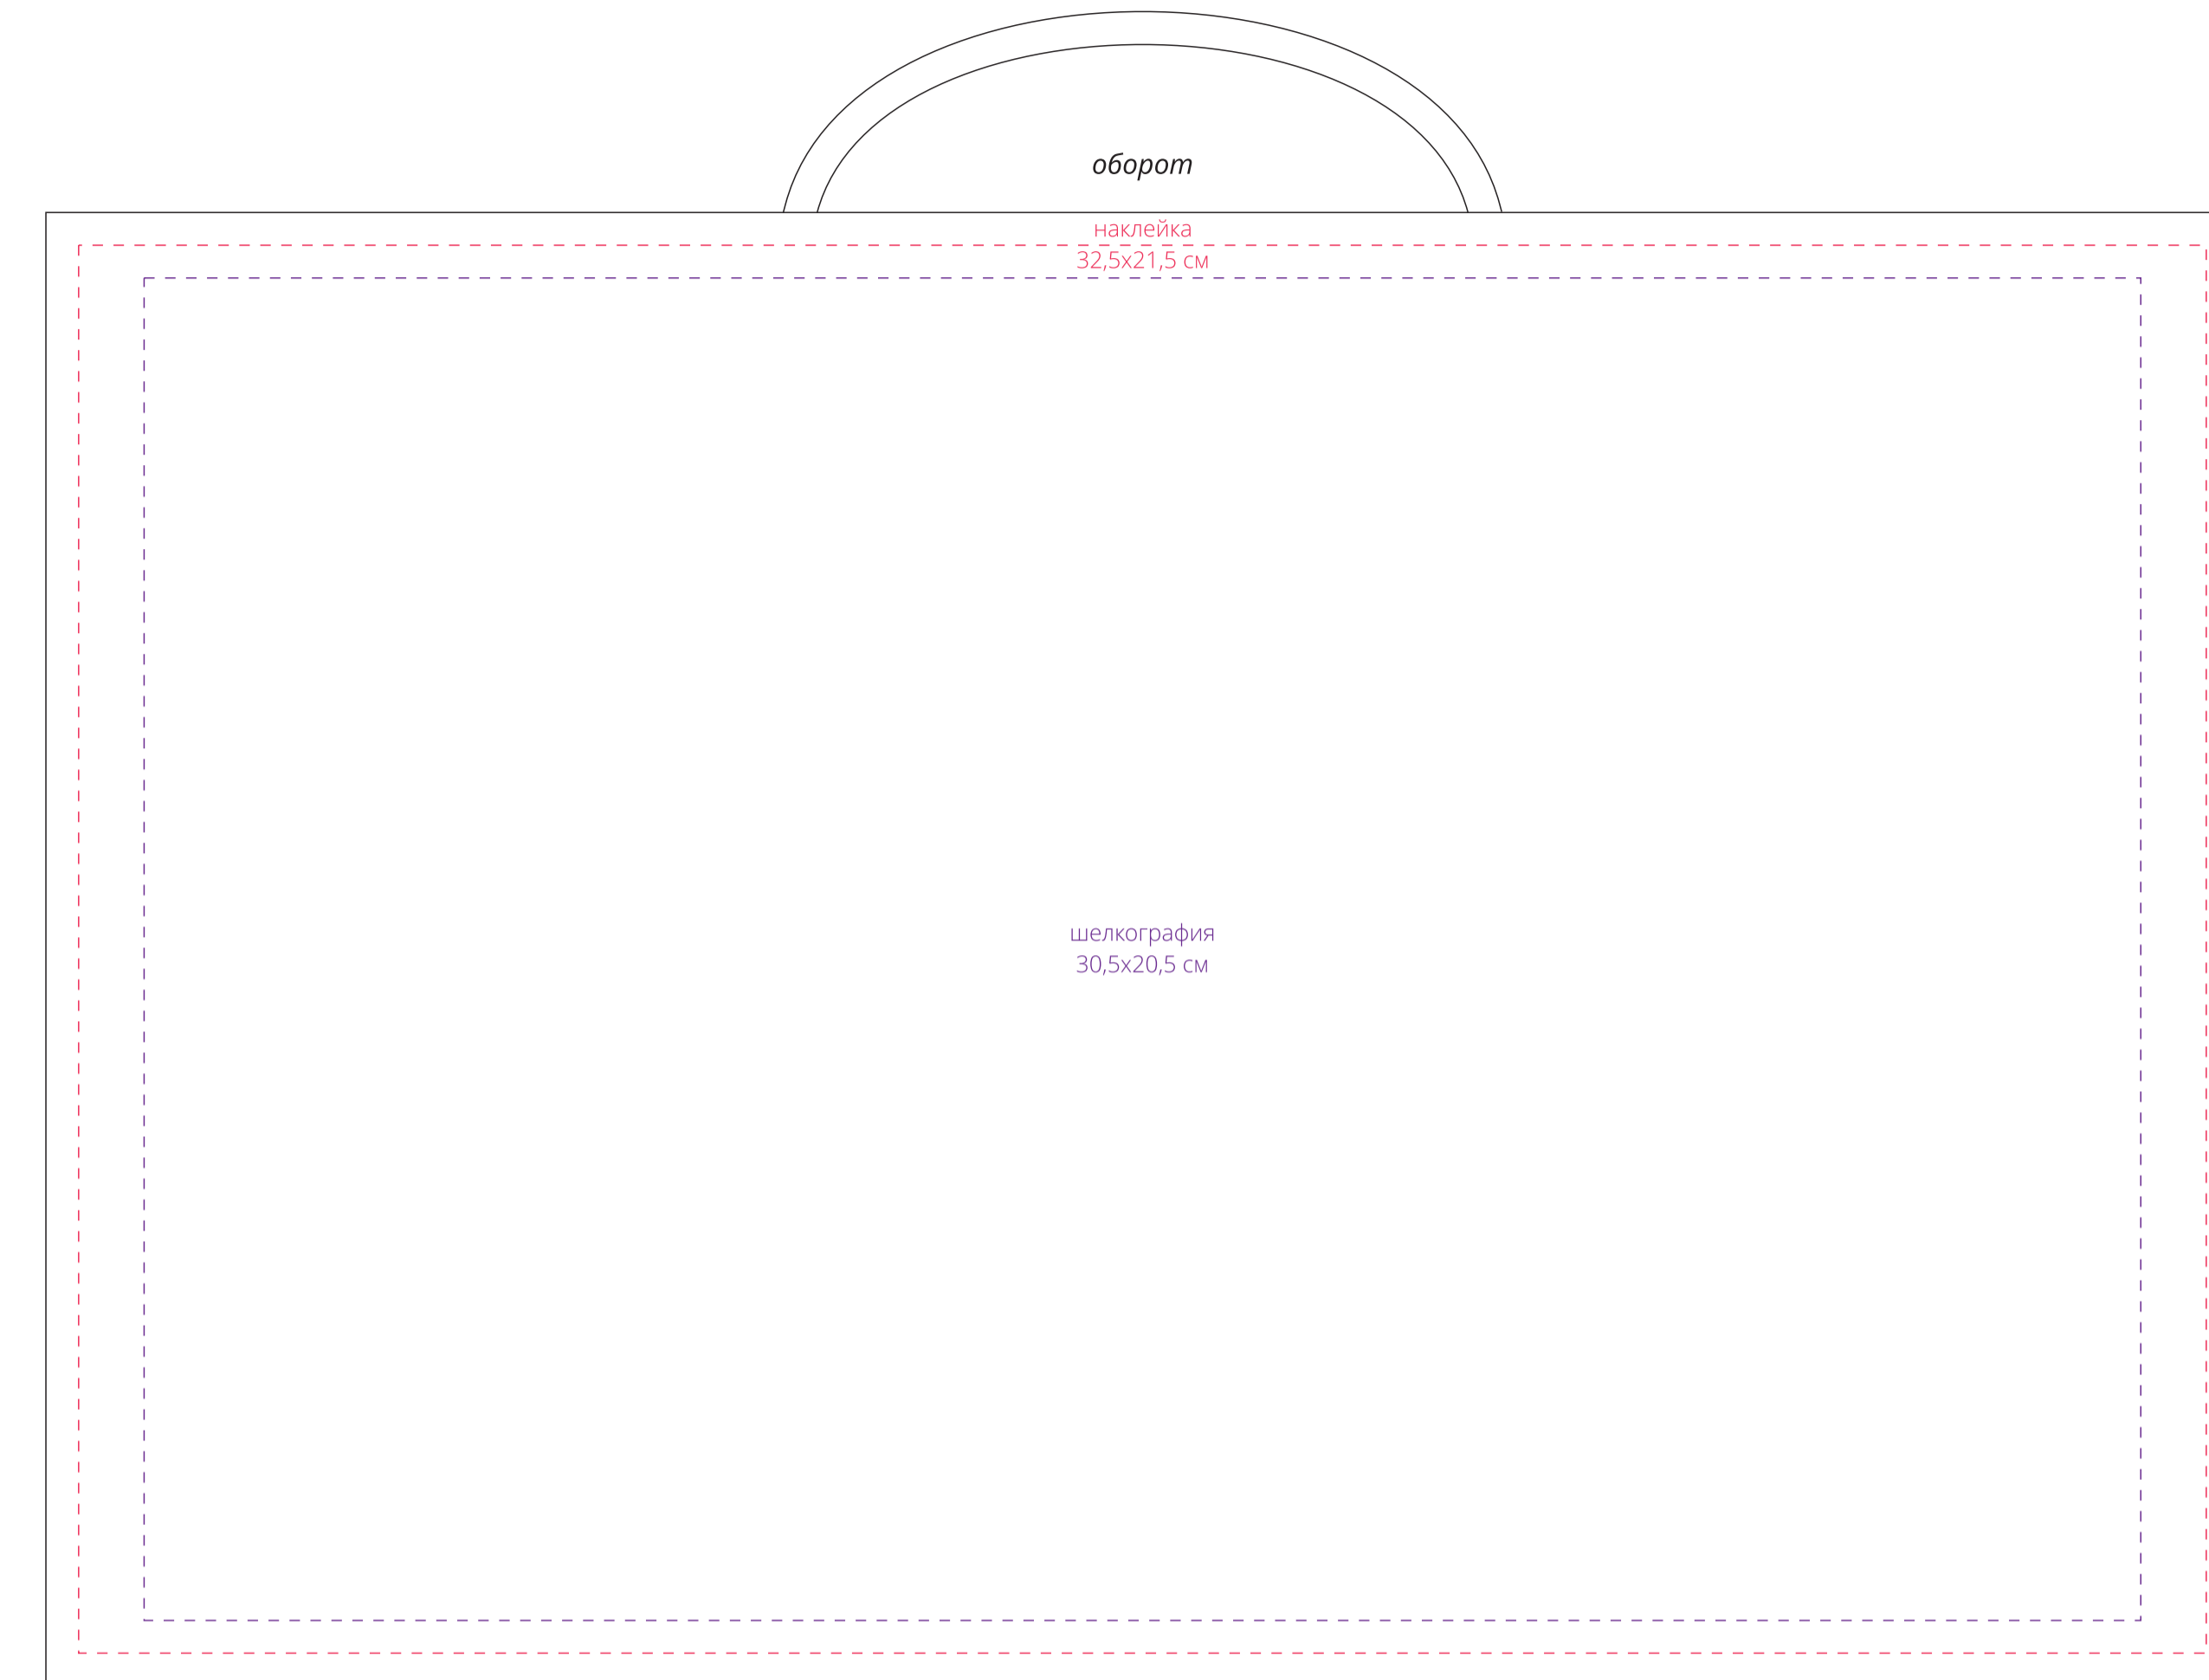 оборот
наклейка
32,5х21,5 см
шелкография
30,5х20,5 см